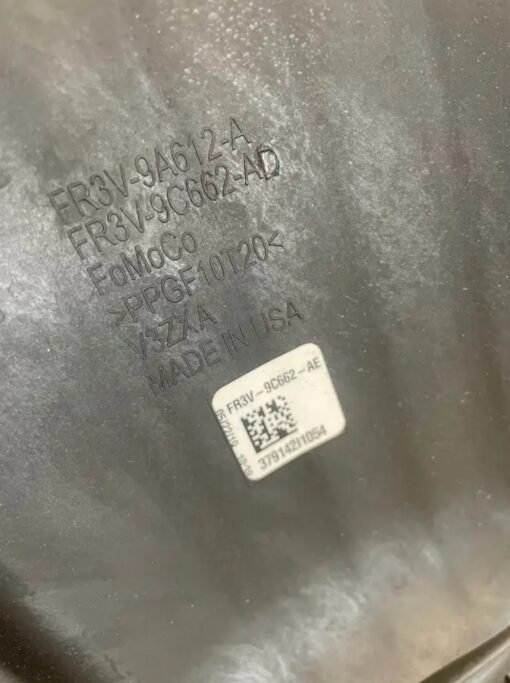 FR3V-9A612-A
FR3V-9C662-AD
FoMoCo
>PPGF10T20<
V3ZXA
MADE IN USA
FR3V-9C662-AE
379142I1054